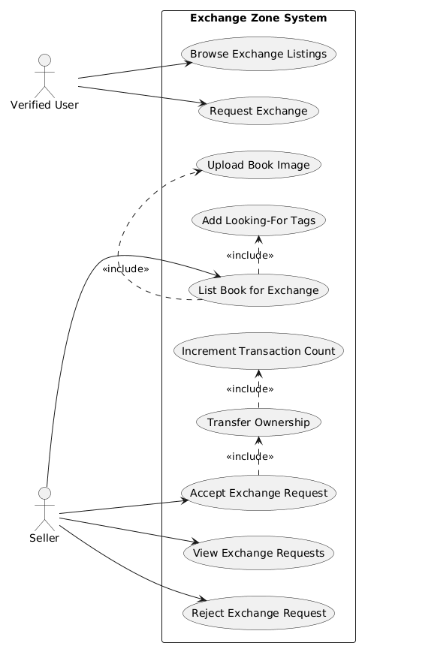 Exchange Zone System
Browse Exchange Listings
Verified User
Request Exchange
Upload Book Image
Add Looking-For Tags
«include»
«include»
List Book for Exchange
Increment Transaction Count
«include»
Transfer Ownership
«include»
Accept Exchange Request
Seller
View Exchange Requests
Reject Exchange Request